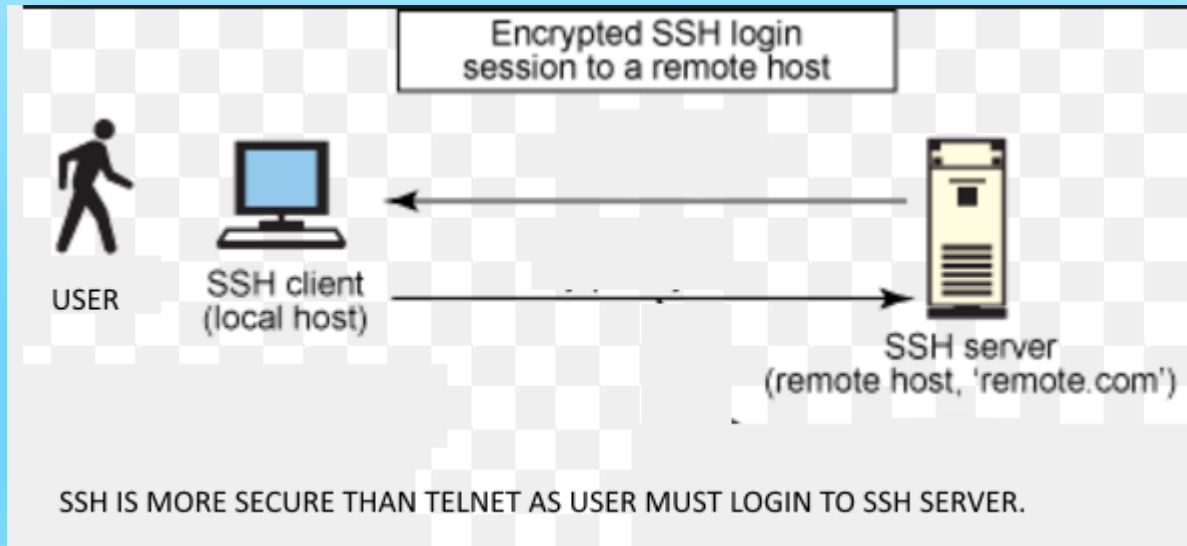 Encrypted SSH login
session to a remote host
USER
SSH client
(local host)
SSH server
(remote host, 'remote.com')
SSH IS MORE SECURE THAN TELNET AS USER MUST LOGIN TO SSH SERVER.